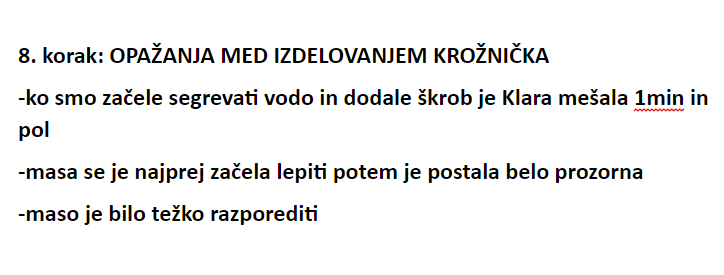 8. korak: OPAŽANJA MED IZDELOVANJEM KROŽNIČKA
-ko smo začele segrevati vodo in dodale škrob je Klara mešala 1min in
pol
-masa se je najprej začela lepiti potem je postala belo prozorna
-maso je bilo težko razporediti